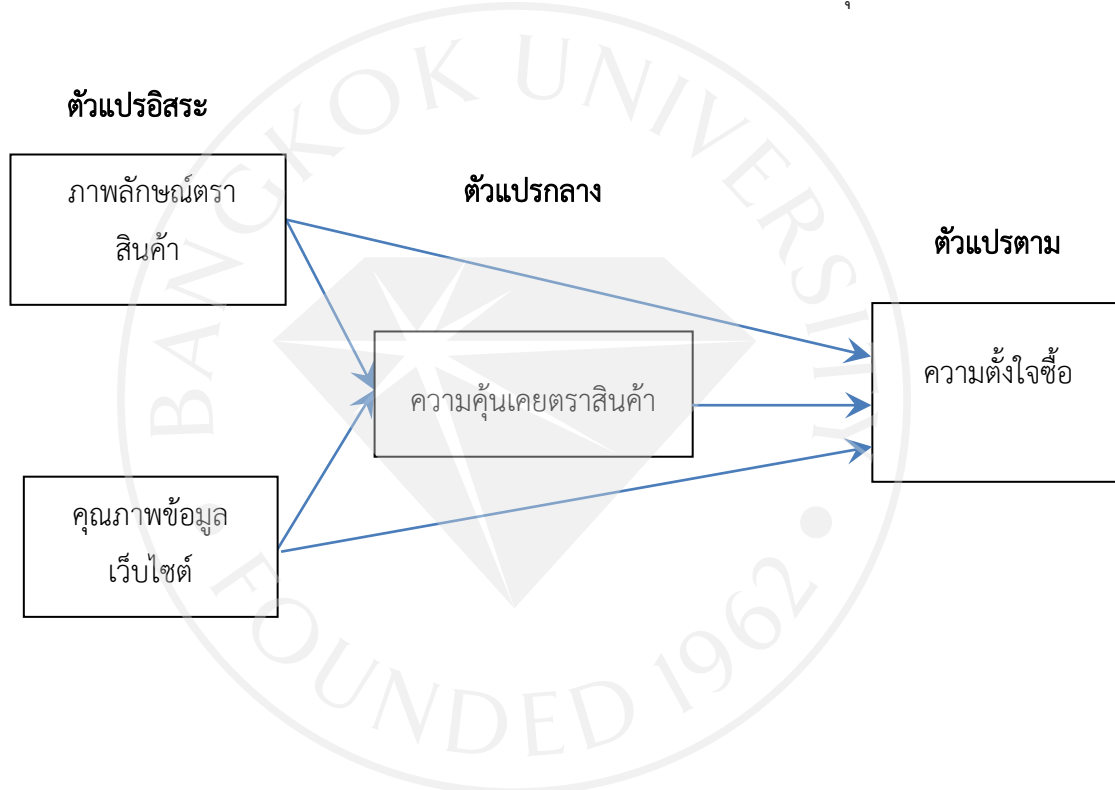 ตัวแปรอิสระ
ภาพลักษณ์ตรา
สินค้า
ตัวแปรกลาง
ตัวแปรตาม
ความคุ้นเคยตราสินค้า
ความตั้งใจซื้อ
คุณภาพข้อมูล
เว็บไซต์
BANGKOK UNIVERSITY
FOUNDED 1962